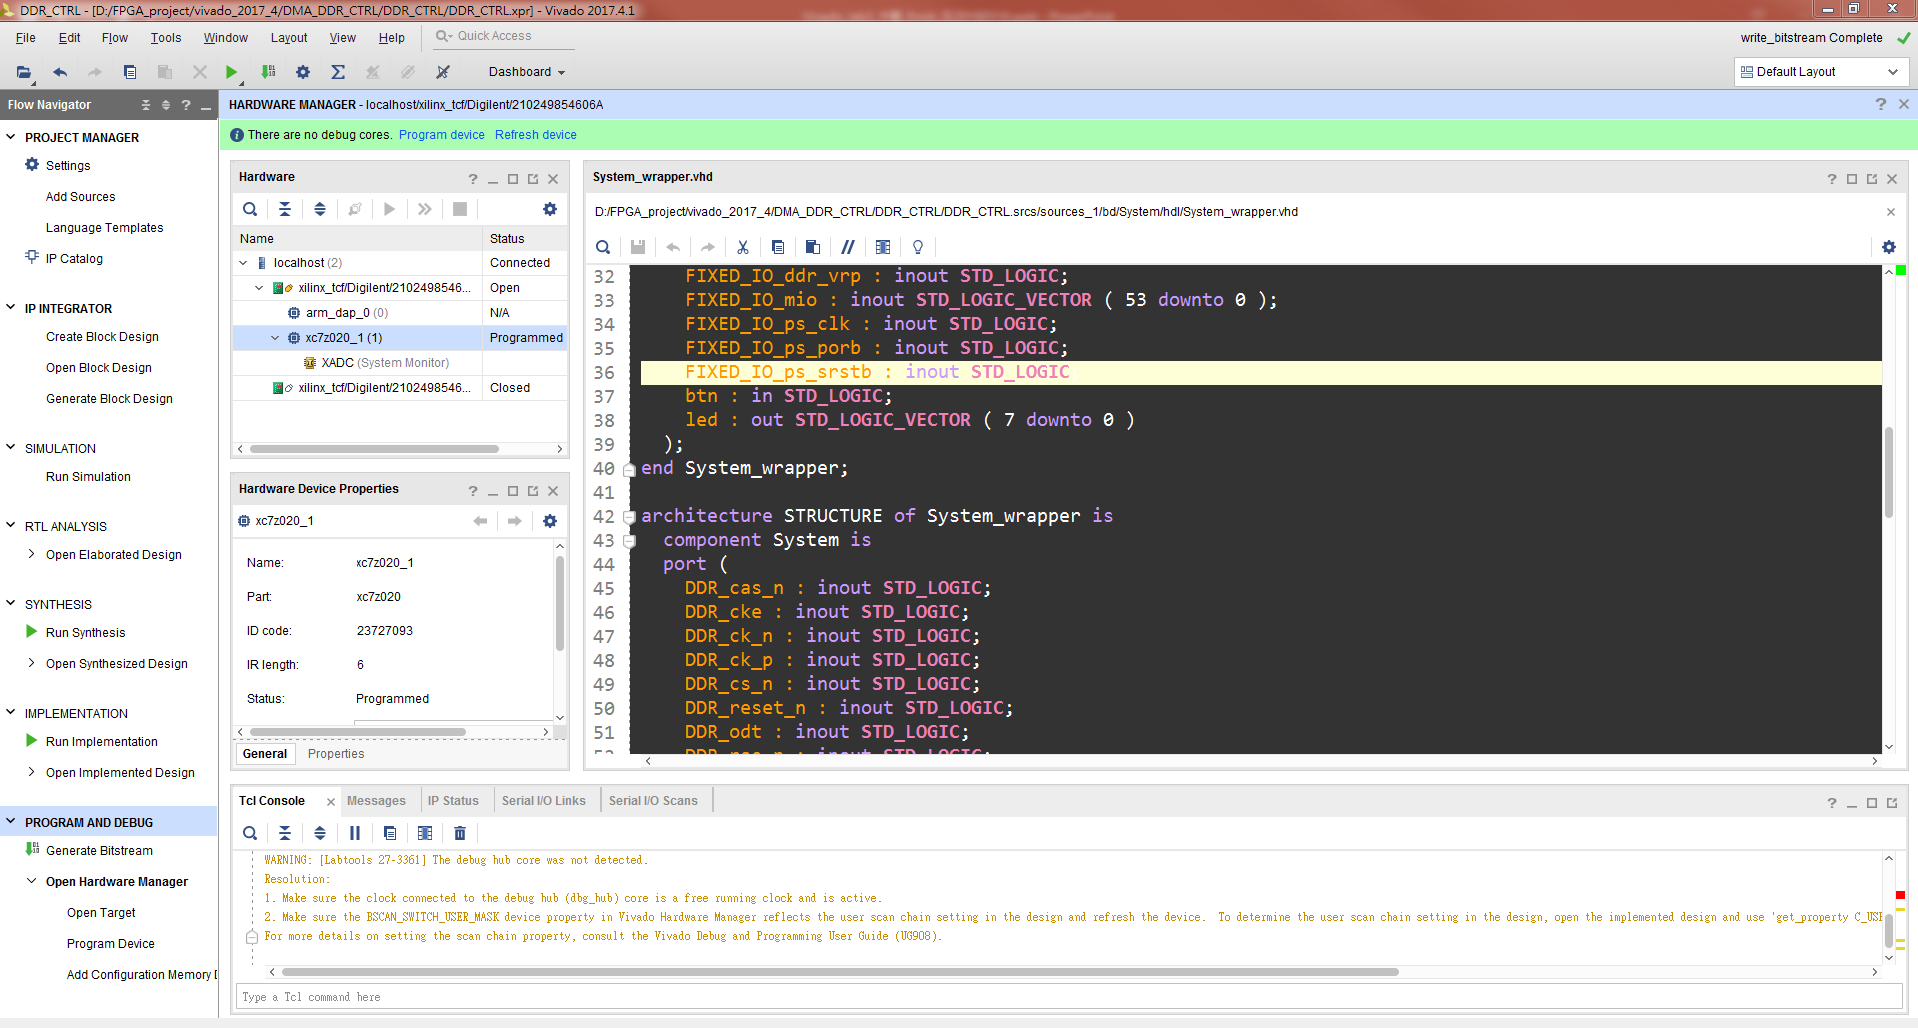 DDR_CTRL - [D:/FPGA_project/vivado_2017_4/DMA_DDR_CTRL/DDR_CTRL/DDR_CTRL.xpr] - Vivado 2017.4.1
File Edit Flow Tools Window Layout View Help Quick Access
write_bitstream Complete
Dashboard
Default Layout
Flow Navigator
HARDWARE MANAGER - localhost/xilinx_tcf/Digilent/210249854606A
There are no debug cores. Program device Refresh device
PROJECT MANAGER
Settings
Add Sources
Language Templates
IP Catalog
IP INTEGRATOR
Create Block Design
Open Block Design
Generate Block Design
SIMULATION
Run Simulation
RTL ANALYSIS
Open Elaborated Design
SYNTHESIS
Run Synthesis
Open Synthesized Design
IMPLEMENTATION
Run Implementation
Open Implemented Design
PROGRAM AND DEBUG
Generate Bitstream
Open Hardware Manager
Open Target
Program Device
Add Configuration Memory D
Hardware
Name Status
localhost (2) Connected
xilinx_tcf/Digilent/2102498546... Open
arm_dap_0 (0) N/A
xc7z020_1 (1) Programmed
XADC (System Monitor)
xilinx_tcf/Digilent/2102498546... Closed
Hardware Device Properties
xc7z020_1
Name: xc7z020_1
Part: xc7z020
ID code: 23727093
IR length: 6
Status: Programmed
General Properties
System_wrapper.vhd
D:/FPGA_project/vivado_2017_4/DMA_DDR_CTRL/DDR_CTRL/DDR_CTRL.srcs/sources_1/bd/System/hdl/System_wrapper.vhd
32 FIXED_IO_ddr_vrp : inout STD_LOGIC;
33 FIXED_IO_mio : inout STD_LOGIC_VECTOR ( 53 downto 0 );
34 FIXED_IO_ps_clk : inout STD_LOGIC;
35 FIXED_IO_ps_porb : inout STD_LOGIC;
36 FIXED_IO_ps_srstb : inout STD_LOGIC
37 btn : in STD_LOGIC;
38 led : out STD_LOGIC_VECTOR ( 7 downto 0 )
39 );
40 end System_wrapper;
41
42 architecture STRUCTURE of System_wrapper is
43 component System is
44 port (
45 DDR_cas_n : inout STD_LOGIC;
46 DDR_cke : inout STD_LOGIC;
47 DDR_ck_n : inout STD_LOGIC;
48 DDR_ck_p : inout STD_LOGIC;
49 DDR_cs_n : inout STD_LOGIC;
50 DDR_reset_n : inout STD_LOGIC;
51 DDR_odt : inout STD_LOGIC;
Tcl Console Messages IP Status Serial I/O Links Serial I/O Scans
WARNING: [Labtools 27-3361] The debug hub core was not detected.
Resolution:
1. Make sure the clock connected to the debug hub (dbg_hub) core is a free running clock and is active.
2. Make sure the BSCAN_SWITCH_USER_MASK device property in Vivado Hardware Manager reflects the user scan chain setting in the design and refresh the device.  To determine the user scan chain setting in the design, open the implemented design and use 'get_property C_USE
For more details on setting the scan chain property, consult the Vivado Debug and Programming User Guide (UG908).
Type a Tcl command here